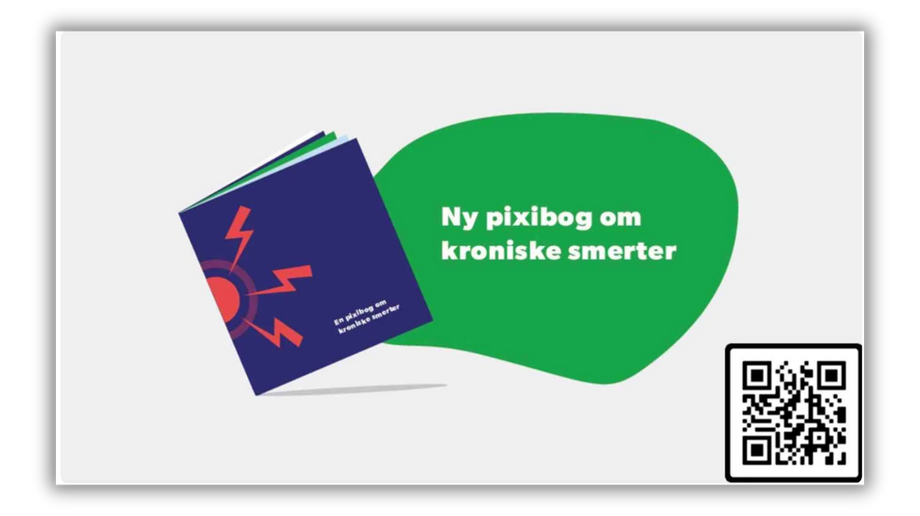 Ny pixibog om
kroniske smerter
En pixibog om
kroniske smerter